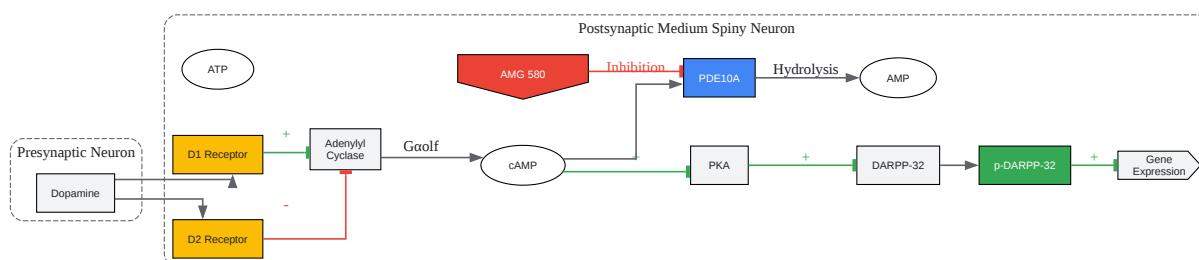 Postsynaptic Medium Spiny Neuron
ATP
AMG 580
Inhibition
PDE10A
Hydrolysis
AMP
Presynaptic Neuron
Dopamine
D1 Receptor
+
Adenylyl
Cyclase
Gαolf
cAMP
+
PKA
+
DARPP-32
p-DARPP-32
+
Gene
Expression
D2 Receptor
-